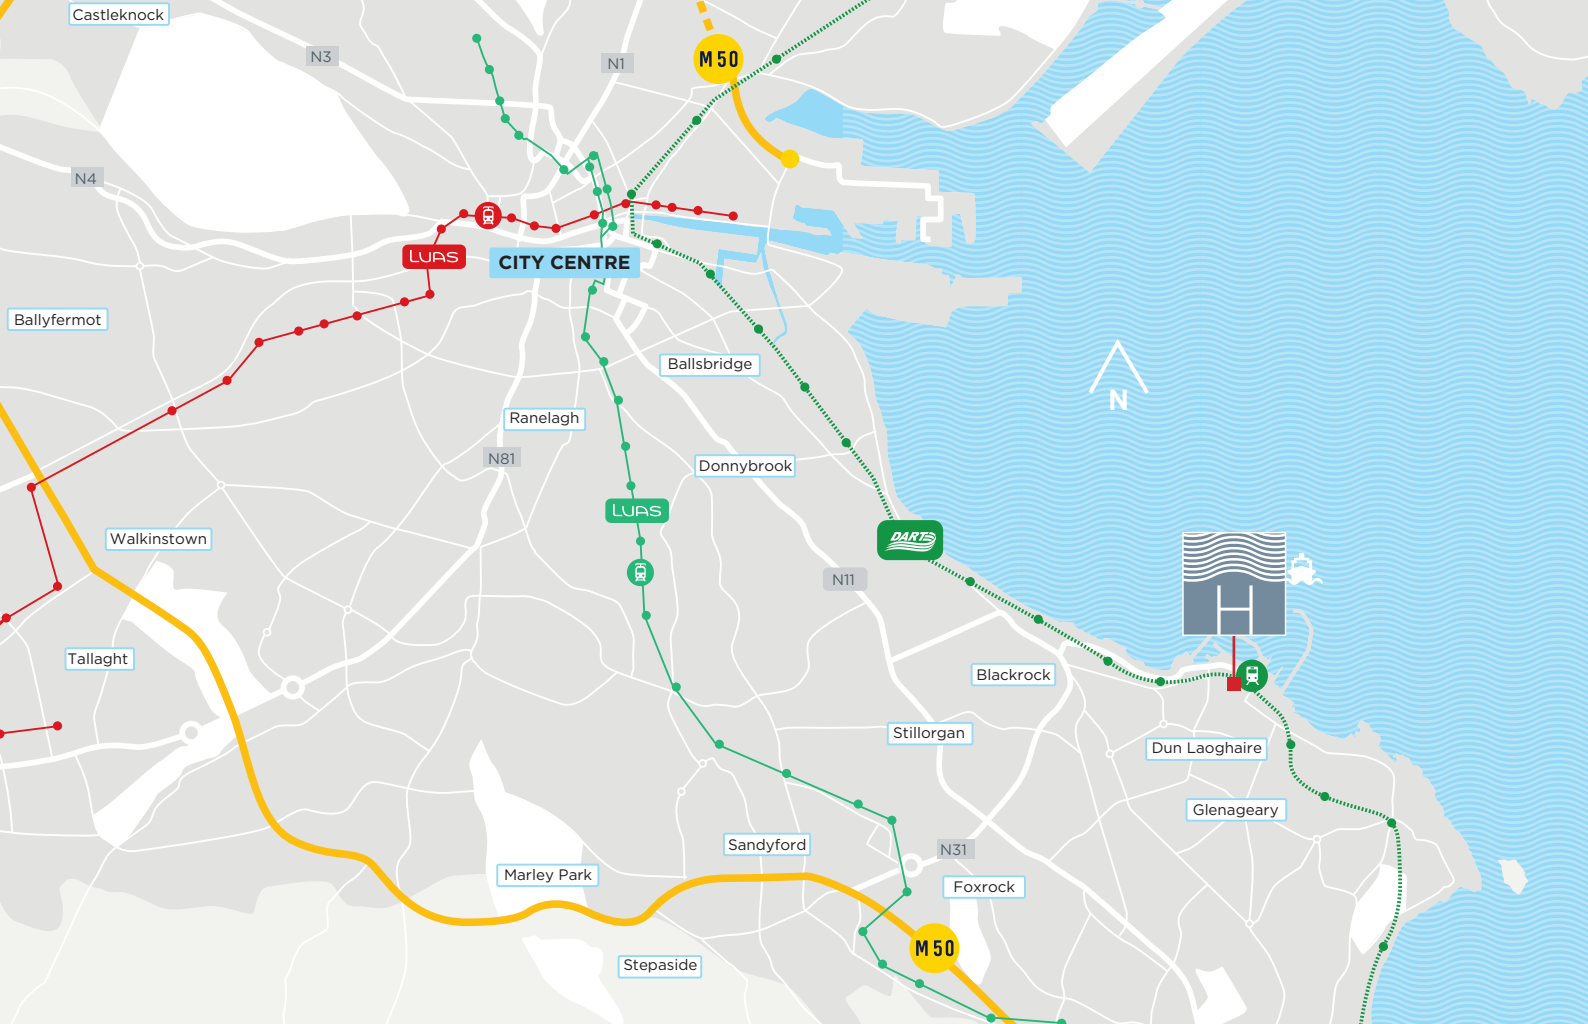 Castleknock
N3
N1
M50
N4
LUAS
CITY CENTRE
Ballyfermot
Ballsbridge
N
Ranelagh
N81
Donnybrook
LUAS
Walkinstown
DART
N11
H
Tallaght
Blackrock
Stillorgan
Dun Laoghaire
Glenageary
Sandyford
N31
Marley Park
Foxrock
M50
Stepaside